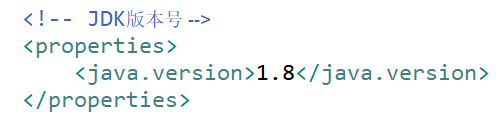 <!-- JDK版本号 -->
<properties>
    <java.version>1.8</java.version>
</properties>